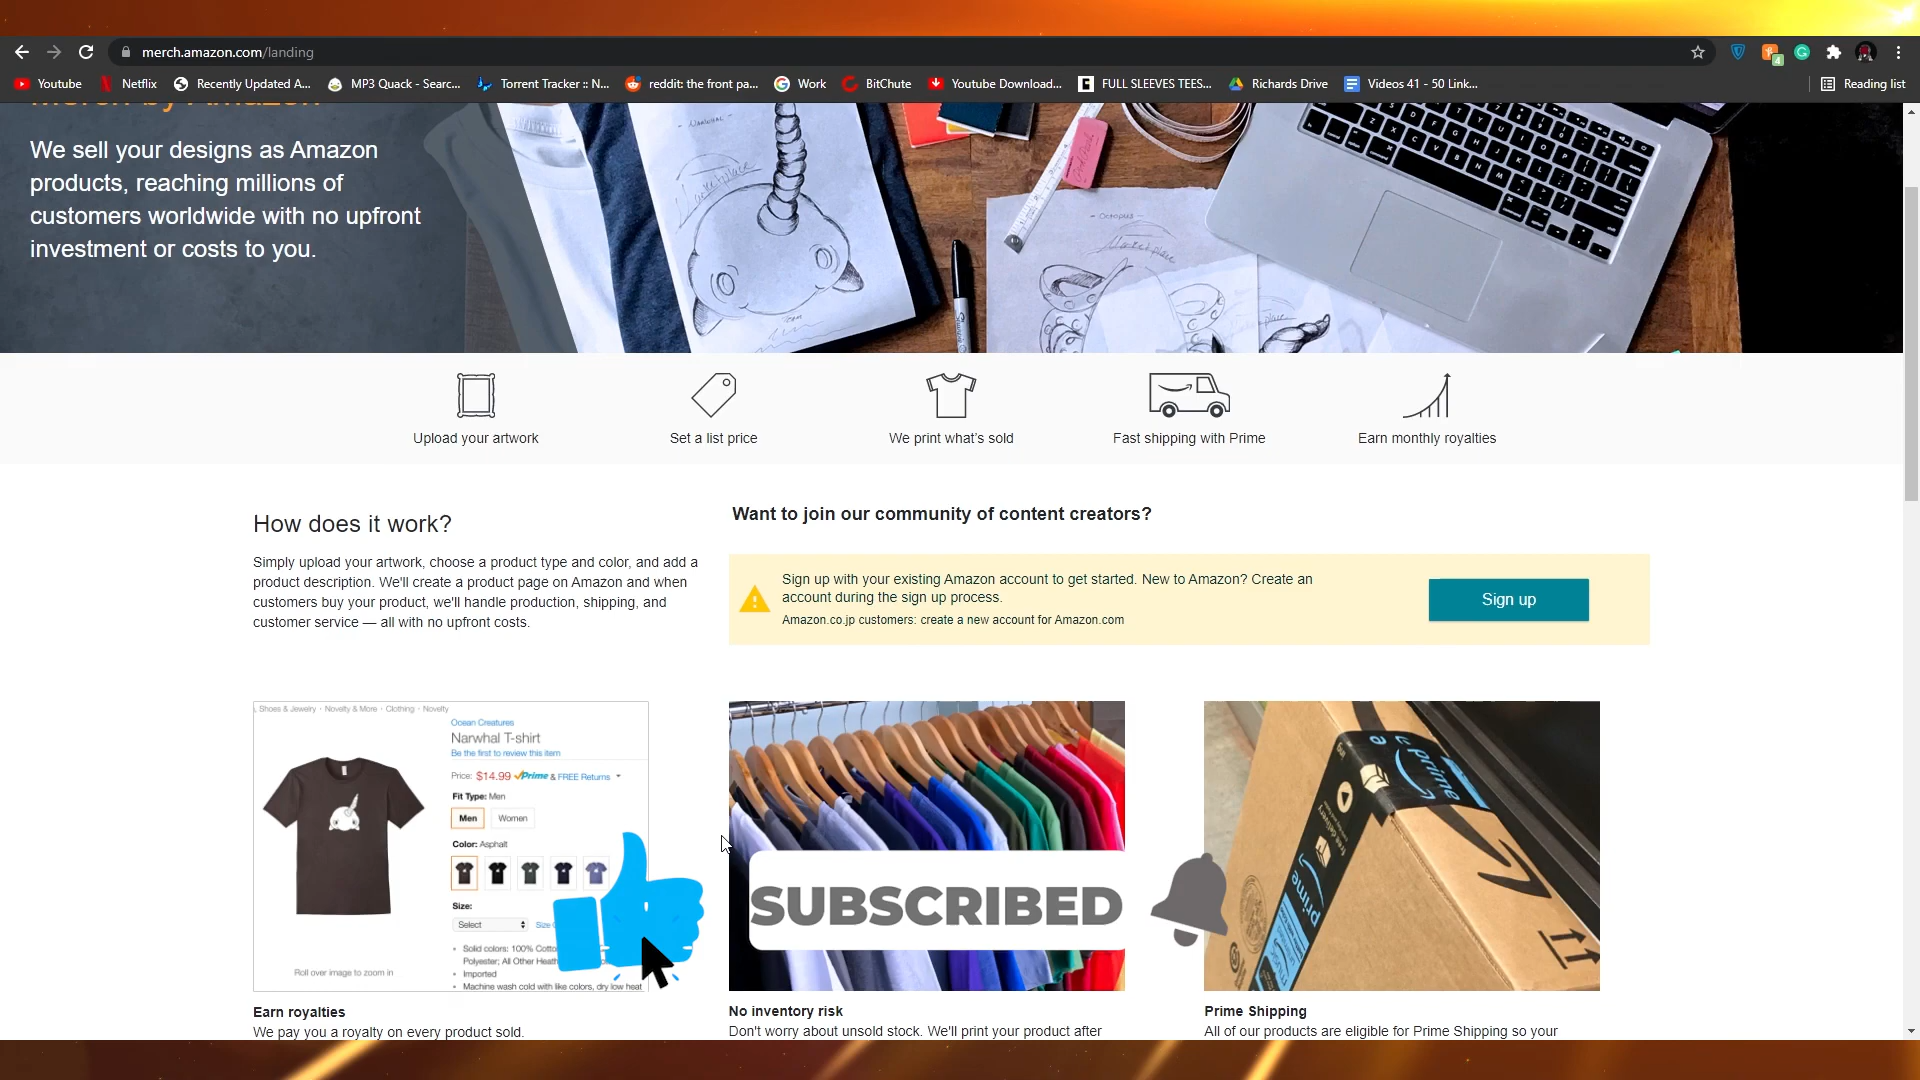 merch.amazon.com/landing
Youtube
Netflix
Recently Updated A...
MP3 Quack - Searc...
Torrent Tracker :: N...
reddit: the front pa...
Work
BitChute
Youtube Download...
FULL SLEEVES TEES...
Richards Drive
Videos 41 - 50 Link...
Reading list
Merch by Amazon
We sell your designs as Amazon
products, reaching millions of
customers worldwide with no upfront
investment or costs to you.
Upload your artwork
Set a list price
We print what's sold
Fast shipping with Prime
Earn monthly royalties
How does it work?
Simply upload your artwork, choose a product type and color, and add a
product description. We'll create a product page on Amazon and when
customers buy your product, we'll handle production, shipping, and
customer service — all with no upfront costs.
Want to join our community of content creators?
Sign up with your existing Amazon account to get started. New to Amazon? Create an
account during the sign up process.
Amazon.co.jp customers: create a new account for Amazon.com
Sign up
Shoes & Jewelry › Novelty & More › Clothing › Novelty
Ocean Creatures
Narwhal T-shirt
Be the first to review this item
Price: $14.99 Prime & FREE Returns
Fit Type: Men
Men
Women
Color: Asphalt
Size:
Select
Size
Solid colors: 100% Cotto
Polyester; All Other Heath
Imported
Machine wash cold with like colors, dry low heat
Roll over image to zoom in
SUBSCRIBED
prime
prime
Earn royalties
We pay you a royalty on every product sold.
No inventory risk
Don't worry about unsold stock. We'll print your product after
Prime Shipping
All of our products are eligible for Prime Shipping so your